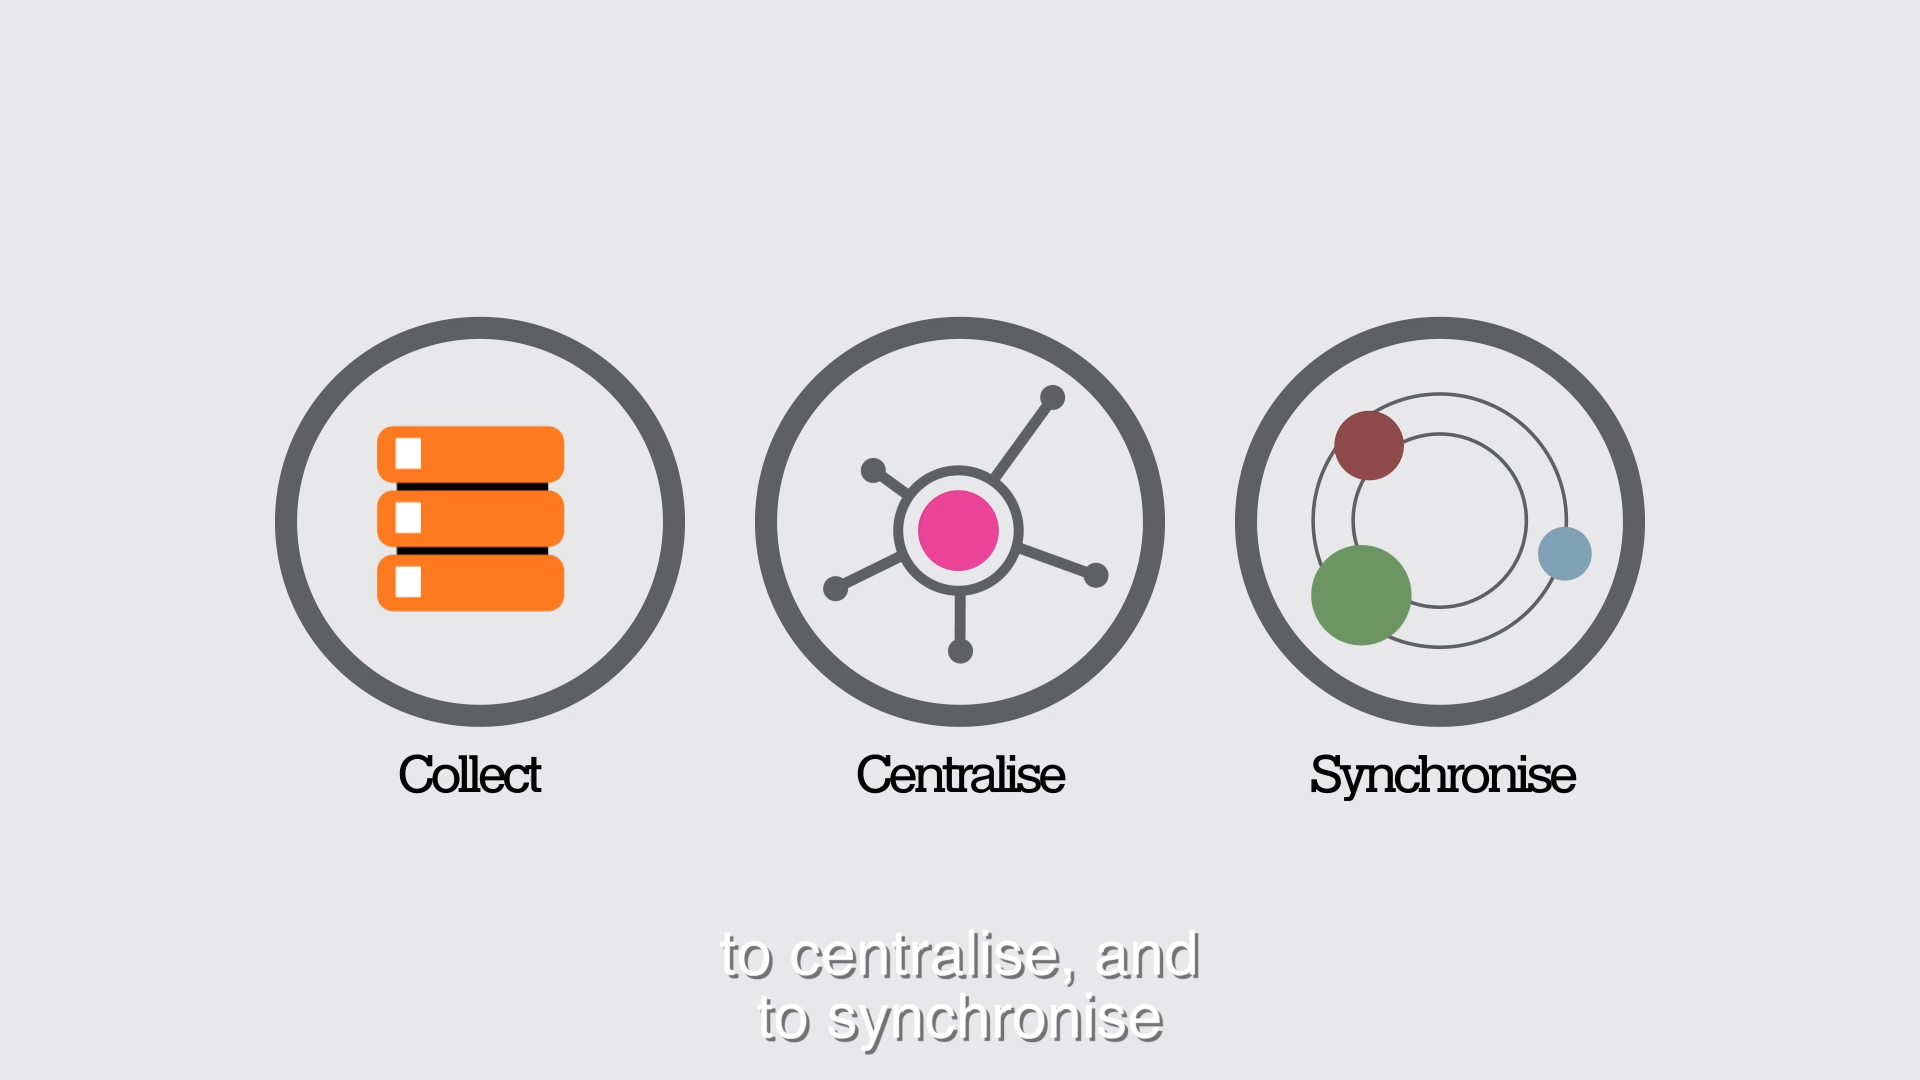 Collect
Centralise
Synchronise
to centralise, and
to synchronise